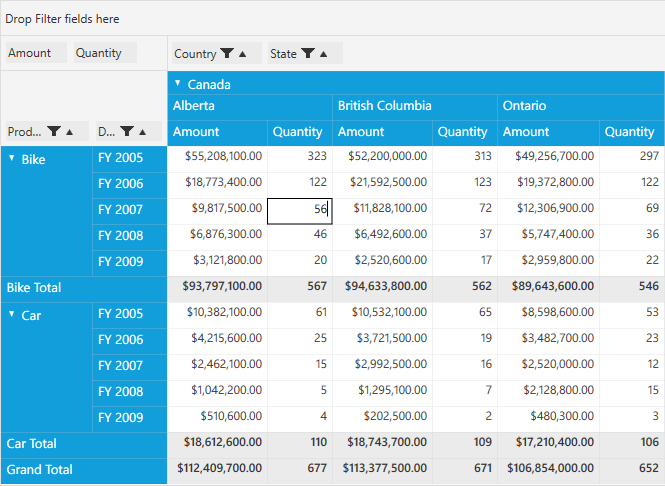 Drop Filter fields here
Amount Quantity Country State
Canada
Alberta British Columbia Ontario
Prod... D... Amount Quantity Amount Quantity Amount Quantity
Bike FY 2005 $55,208,100.00 323 $52,200,000.00 313 $49,256,700.00 297
FY 2006 $18,773,400.00 122 $21,592,500.00 123 $19,372,800.00 122
FY 2007 $9,817,500.00 56 $11,828,100.00 72 $12,306,900.00 69
FY 2008 $6,876,300.00 46 $6,492,600.00 37 $5,747,400.00 36
FY 2009 $3,121,800.00 20 $2,520,600.00 17 $2,959,800.00 22
Bike Total $93,797,100.00 567 $94,633,800.00 562 $89,643,600.00 546
Car FY 2005 $10,382,100.00 61 $10,532,100.00 65 $8,598,600.00 53
FY 2006 $4,215,600.00 25 $3,721,500.00 19 $3,482,700.00 23
FY 2007 $2,462,100.00 15 $2,992,500.00 16 $2,520,000.00 12
FY 2008 $1,042,200.00 5 $1,295,100.00 7 $2,128,800.00 15
FY 2009 $510,600.00 4 $202,500.00 2 $480,300.00 3
Car Total $18,612,600.00 110 $18,743,700.00 109 $17,210,400.00 106
Grand Total $112,409,700.00 677 $113,377,500.00 671 $106,854,000.00 652